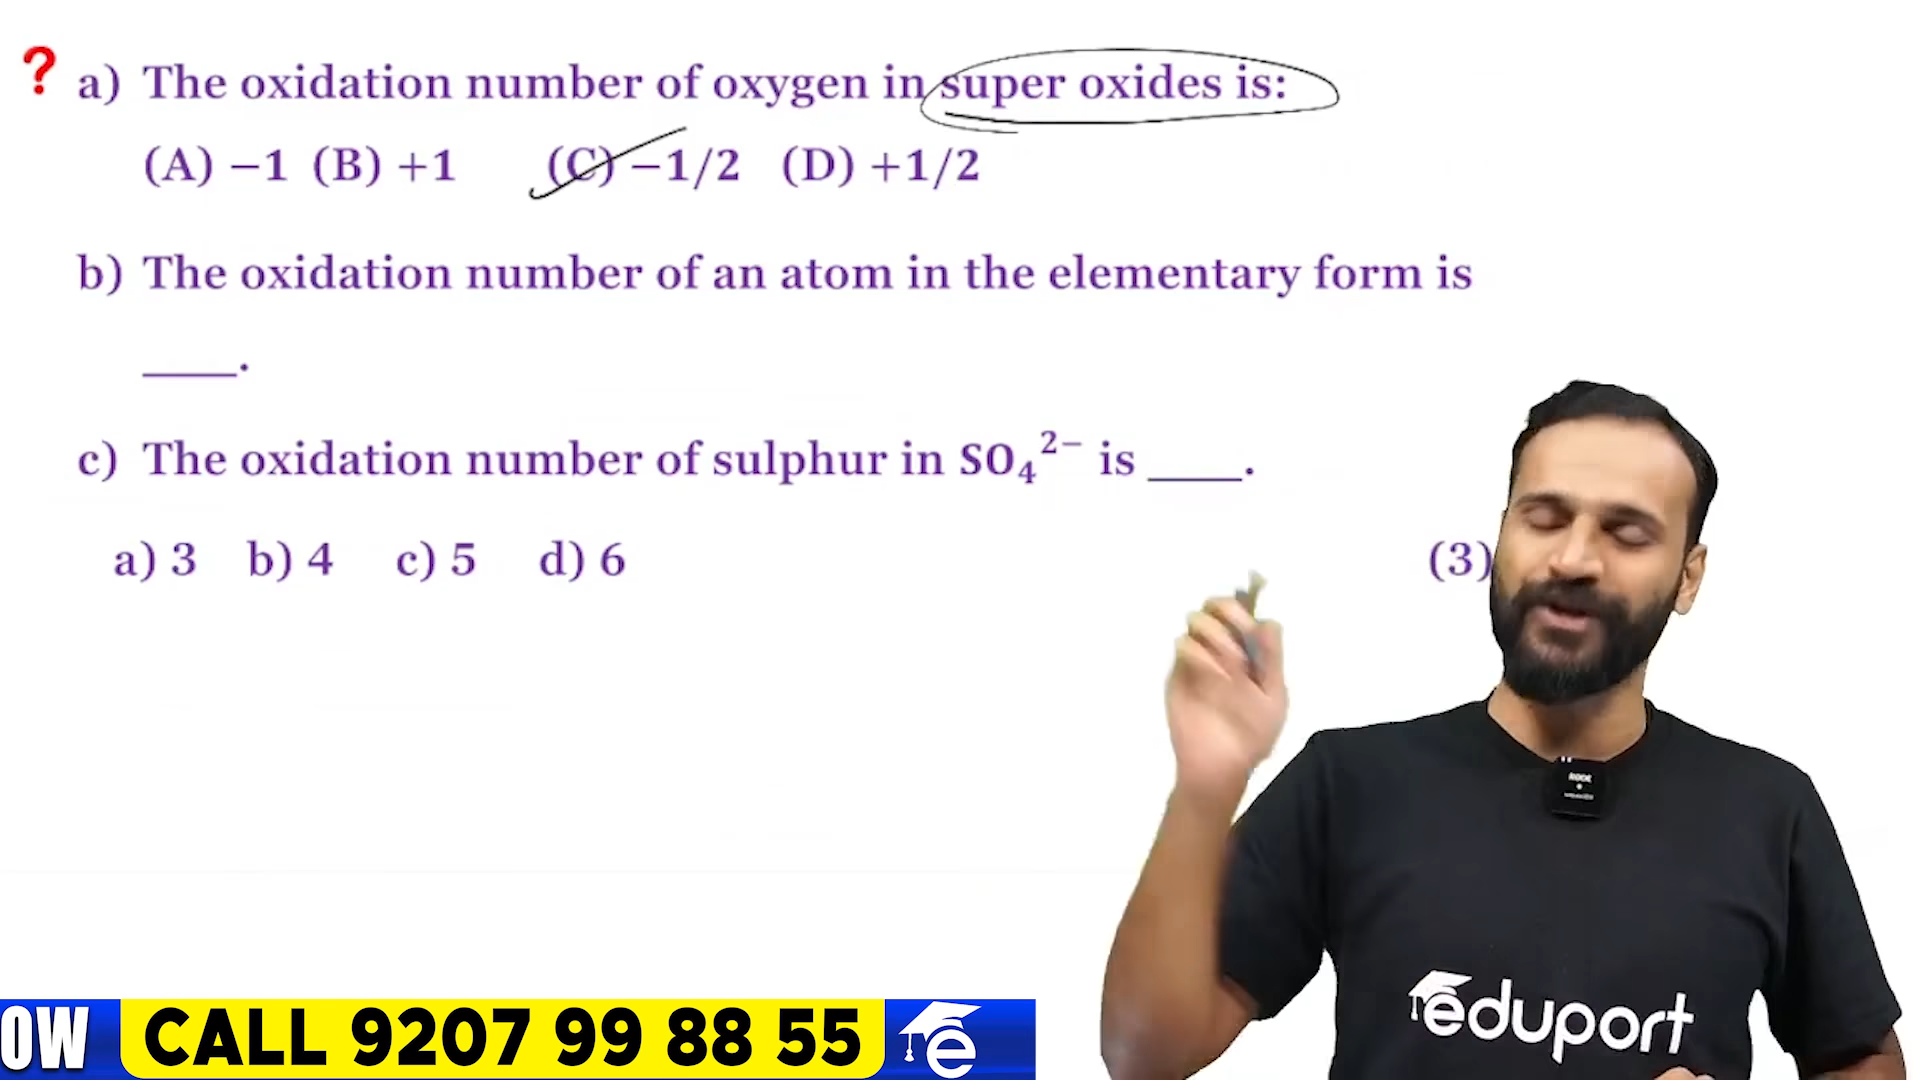 ❓ a) The oxidation number of oxygen in super oxides is:
(A) −1 (B) +1 (C) −1/2 (D) +1/2
b) The oxidation number of an atom in the elementary form is
____.
c) The oxidation number of sulphur in SO₄²⁻ is ____.
a) 3 b) 4 c) 5 d) 6 (3)
RODE
eduport
OW CALL 9207 99 88 55 e